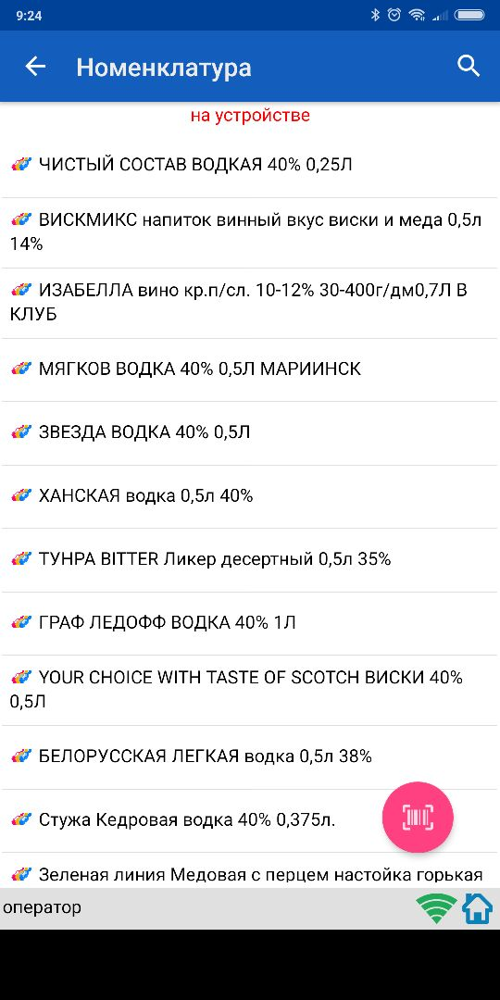 9:24
Номенклатура
на устройстве
ЧИСТЫЙ СОСТАВ ВОДКАЯ 40% 0,25Л
ВИСКМИКС напиток винный вкус виски и меда 0,5л
14%
ИЗАБЕЛЛА вино кр.п/сл. 10-12% 30-400г/дм0,7Л В
КЛУБ
МЯГКОВ ВОДКА 40% 0,5Л МАРИИНСК
ЗВЕЗДА ВОДКА 40% 0,5Л
ХАНСКАЯ водка 0,5л 40%
ТУНРА BITTER Ликер десертный 0,5л 35%
ГРАФ ЛЕДОФФ ВОДКА 40% 1Л
YOUR CHOICE WITH TASTE OF SCOTCH ВИСКИ 40%
0,5Л
БЕЛОРУССКАЯ ЛЕГКАЯ водка 0,5л 38%
Стужа Кедровая водка 40% 0,375л.
Зеленая линия Медовая с перцем настойка горькая
оператор